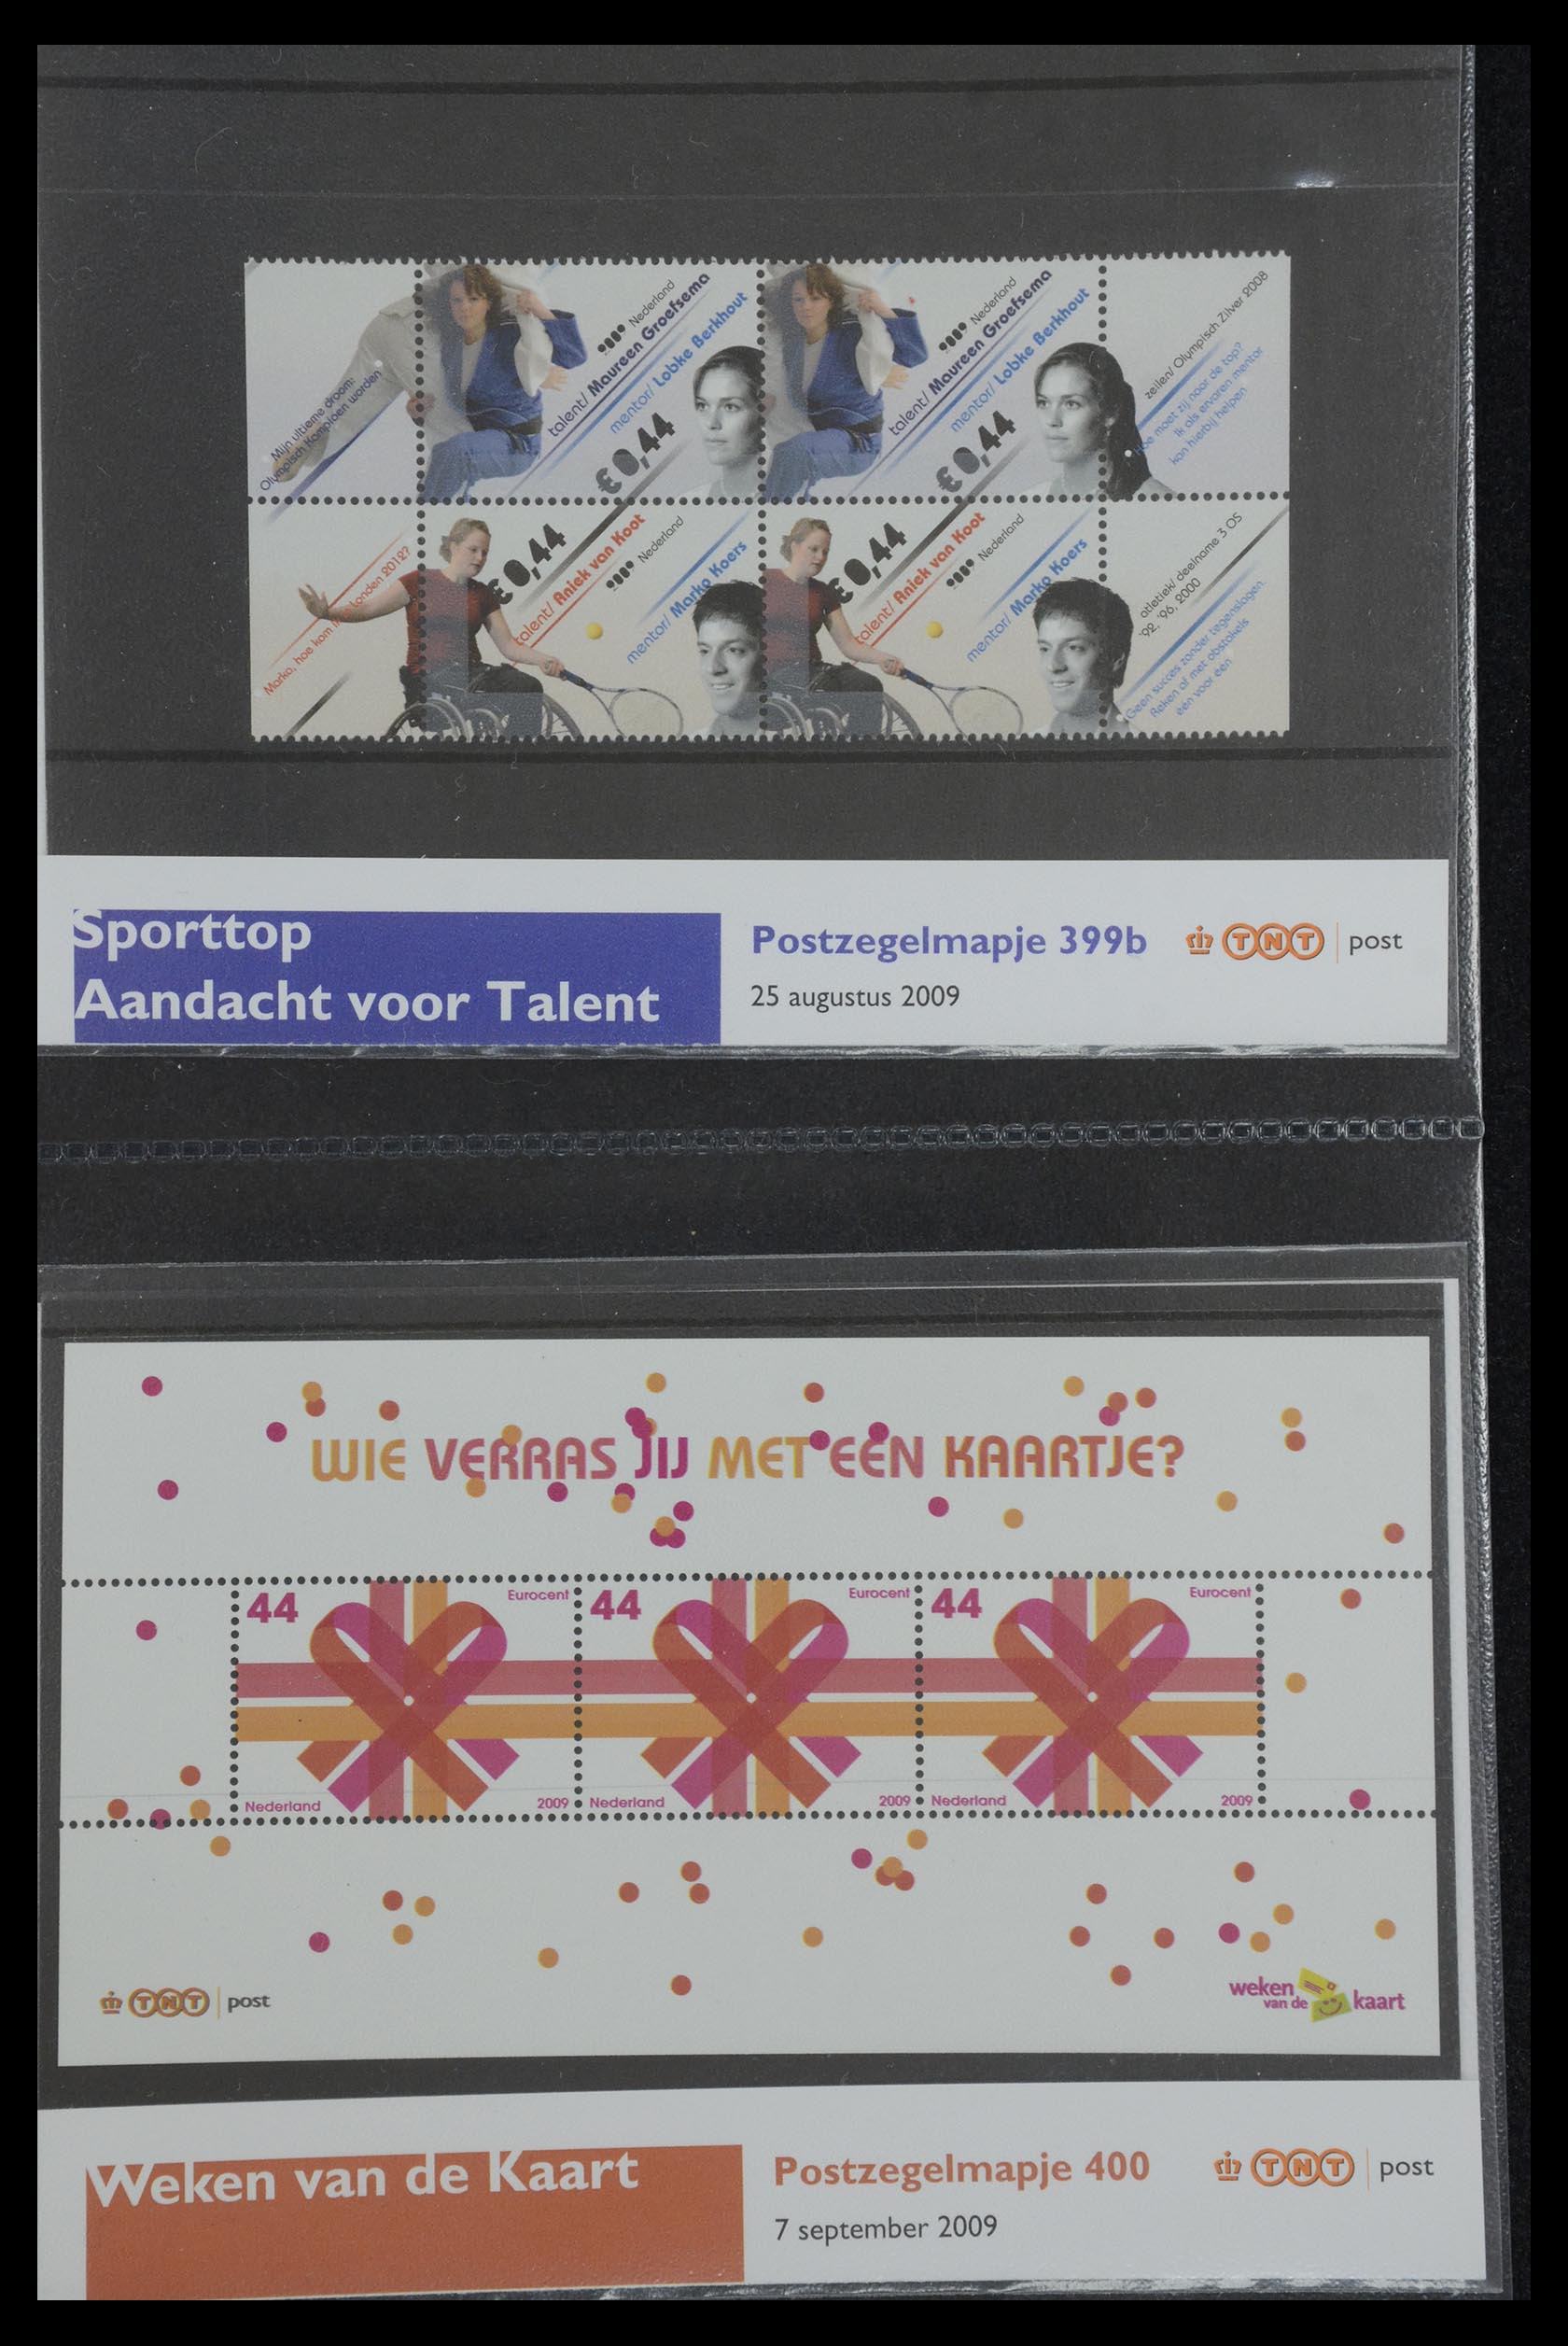 Mijn ultieme droom:
Olympisch Kampioen worden
Nederland
talent/ Maureen Groefsema
mentor/ Lobke Berkhout
€ 0,44
Nederland
talent/ Maureen Groefsema
mentor/ Lobke Berkhout
€ 0,44
zeilen/ Olympisch Zilver 2008
Hoe moet zij naar de top?
Ik als ervaren mentor
kan hierbij helpen
Marko, hoe kom ik in Londen 2012?
€ 0,44
talent/ Aniek van Koot
Nederland
mentor/ Marko Koers
€ 0,44
talent/ Aniek van Koot
Nederland
mentor/ Marko Koers
atletiek/ deelname 3 OS
'92, '96, 2000
Geen succes zonder tegenslagen.
Raken of met obstakels
één voor één
Sporttop
Aandacht voor Talent
Postzegelmapje 399b
25 augustus 2009
TNT post
WIE VERRAS JIJ MET EEN KAARTJE?
44 Eurocent
Nederland 2009
44 Eurocent
Nederland 2009
44 Eurocent
Nederland 2009
TNT post
weken
van de kaart
Weken van de Kaart
Postzegelmapje 400
7 september 2009
TNT post